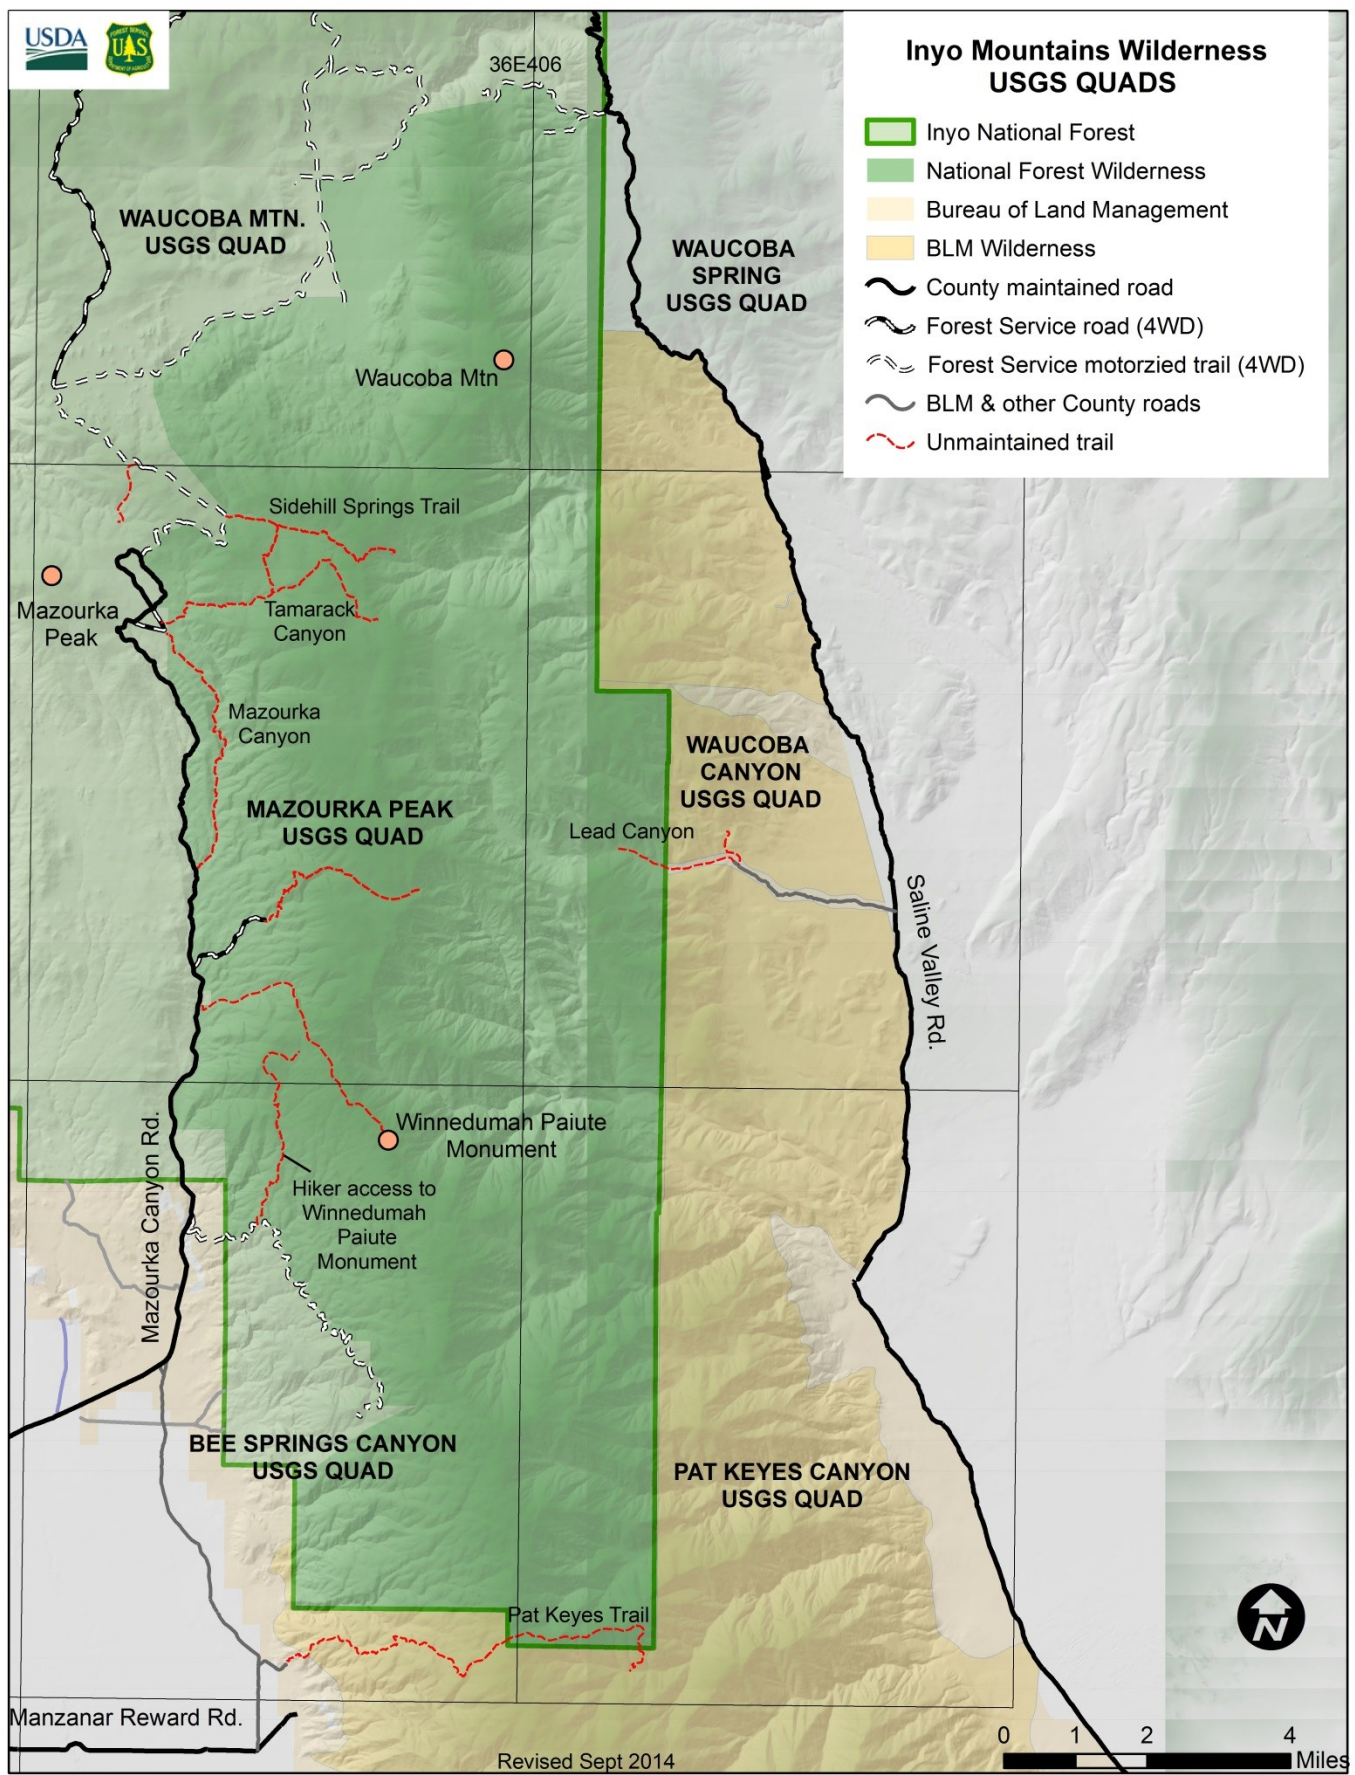 USDA
FOREST SERVICE
U S
DEPARTMENT OF AGRICULTURE
36E406
Inyo Mountains Wilderness
USGS QUADS
Inyo National Forest
National Forest Wilderness
Bureau of Land Management
BLM Wilderness
County maintained road
Forest Service road (4WD)
Forest Service motorzied trail (4WD)
BLM & other County roads
Unmaintained trail
WAUCOBA MTN.
USGS QUAD
WAUCOBA
SPRING
USGS QUAD
Waucoba Mtn
Sidehill Springs Trail
Mazourka
Peak
Tamarack
Canyon
Mazourka
Canyon
WAUCOBA
CANYON
USGS QUAD
MAZOURKA PEAK
USGS QUAD
Lead Canyon
Saline Valley Rd.
Winnedumah Paiute
Monument
Mazourka Canyon Rd.
Hiker access to
Winnedumah
Paiute
Monument
BEE SPRINGS CANYON
USGS QUAD
PAT KEYES CANYON
USGS QUAD
Pat Keyes Trail
N
Manzanar Reward Rd.
0 1 2 4
Miles
Revised Sept 2014